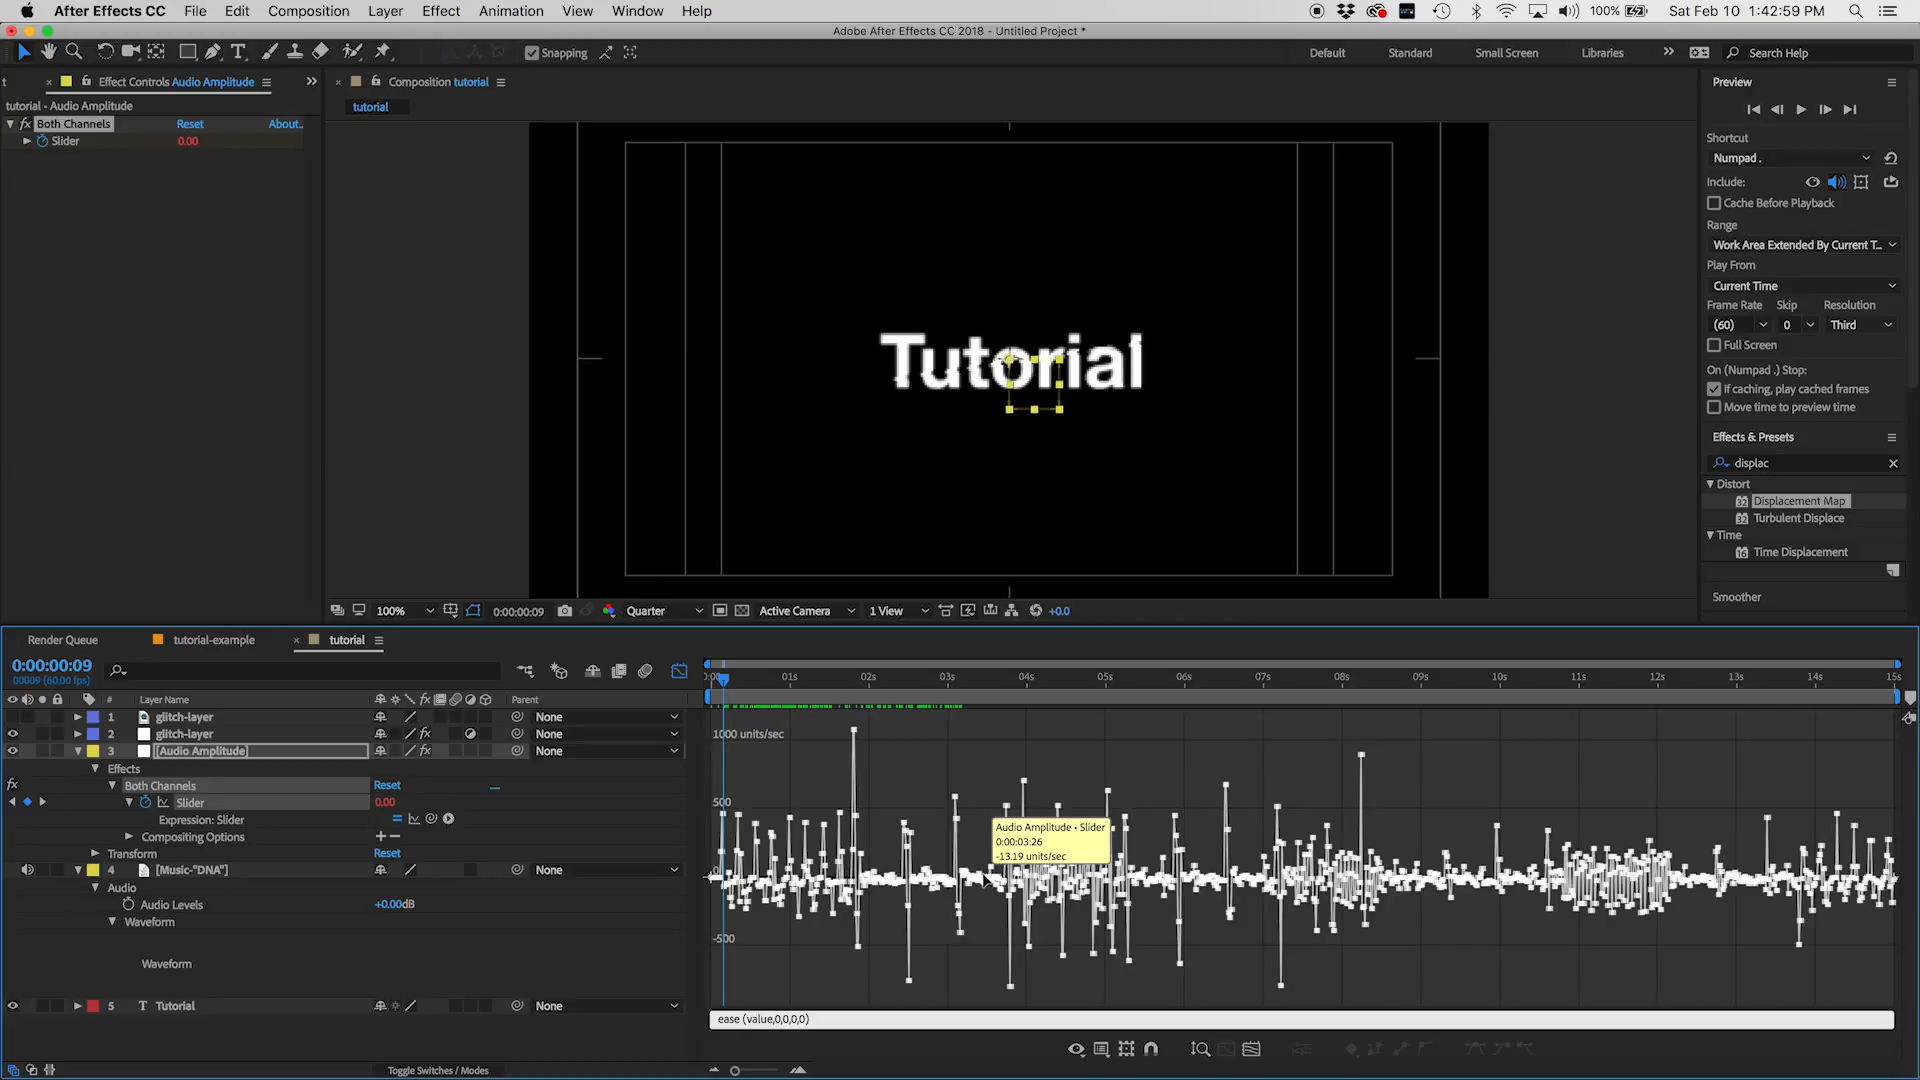 After Effects CC File Edit Composition Layer Effect Animation View Window Help 100% Sat Feb 10 1:42:59 PM
Adobe After Effects CC 2018 - Untitled Project *
Snapping Default Standard Small Screen Libraries Search Help
Effect Controls Audio Amplitude
tutorial • Audio Amplitude
fx Both Channels Reset About..
Slider 0.00
Composition tutorial
tutorial
Tutorial
100% 0:00:00:09 Quarter Active Camera 1 View +0.0
Preview
Shortcut
Numpad .
Include:
Cache Before Playback
Range
Work Area Extended By Current T...
Play From
Current Time
Frame Rate Skip Resolution
(60) 0 Third
Full Screen
On (Numpad .) Stop:
If caching, play cached frames
Move time to preview time
Effects & Presets
displac
Distort
32 Displacement Map
32 Turbulent Displace
Time
16 Time Displacement
Smoother
Render Queue tutorial-example tutorial
0:00:00:09
00009 (60.00 fps)
# Layer Name fx Parent
1 glitch-layer None
2 glitch-layer fx None
3 [Audio Amplitude] fx None
Effects
fx Both Channels Reset
Slider 0.00
Expression: Slider
Compositing Options +−
Transform Reset
4 [Music-"DNA"] None
Audio
Audio Levels +0.00dB
Waveform
Waveform
5 T Tutorial None
Toggle Switches / Modes
01s 02s 03s 04s 05s 06s 07s 08s 09s 10s 11s 12s 13s 14s 15s
1000 units/sec
500
0
-500
Audio Amplitude • Slider
0:00:03:26
-13.19 units/sec
ease (value,0,0,0,0)